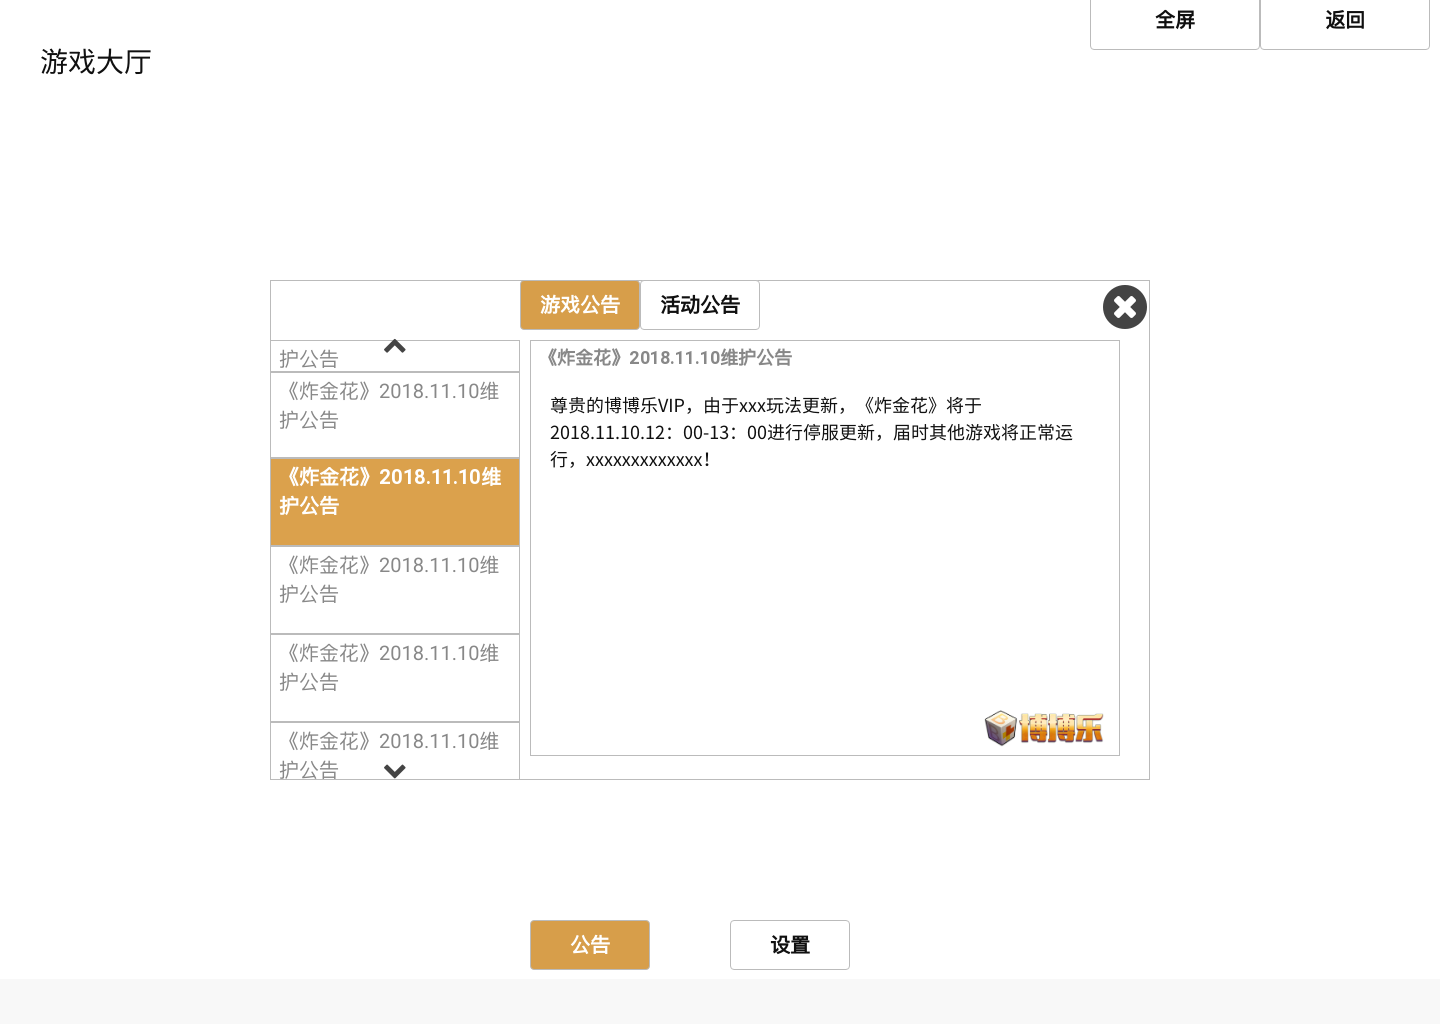 全屏
返回
游戏大厅
游戏公告
活动公告
护公告
《炸金花》2018.11.10维
护公告
《炸金花》2018.11.10维
护公告
《炸金花》2018.11.10维
护公告
《炸金花》2018.11.10维
护公告
《炸金花》2018.11.10维
护公告
《炸金花》2018.11.10维护公告
尊贵的博博乐VIP，由于xxx玩法更新，《炸金花》将于
2018.11.10.12：00-13：00进行停服更新，届时其他游戏将正常运
行，xxxxxxxxxxxxx！
博博乐
公告
设置